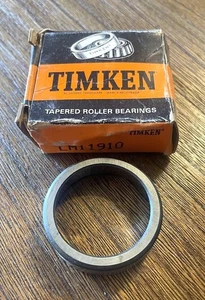 TIMKEN
TAPERED ROLLER BEARINGS
TIMKEN
LM11910